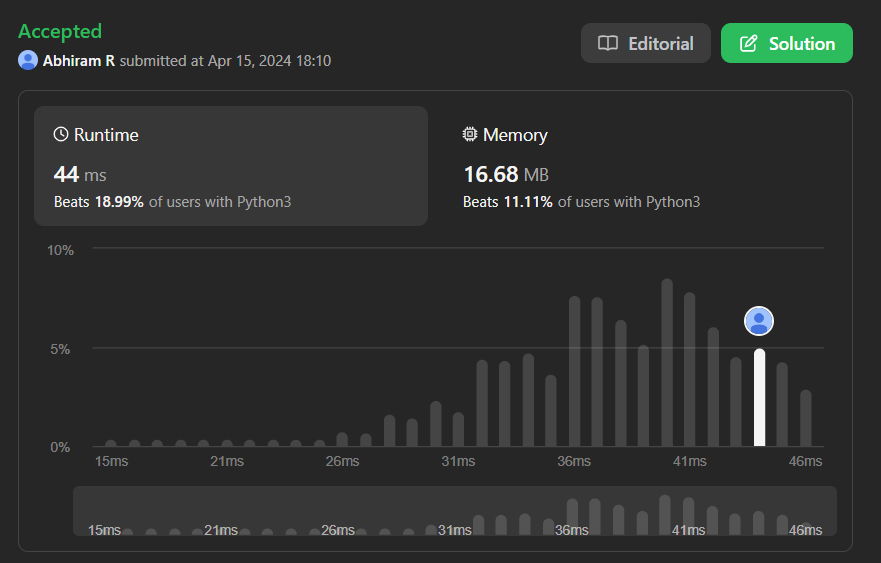 Accepted
Abhiram R submitted at Apr 15, 2024 18:10
Editorial
Solution
Runtime
44 ms
Beats 18.99% of users with Python3
Memory
16.68 MB
Beats 11.11% of users with Python3
10%
5%
0%
15ms 21ms 26ms 31ms 36ms 41ms 46ms
15ms 21ms 26ms 31ms 36ms 41ms 46ms